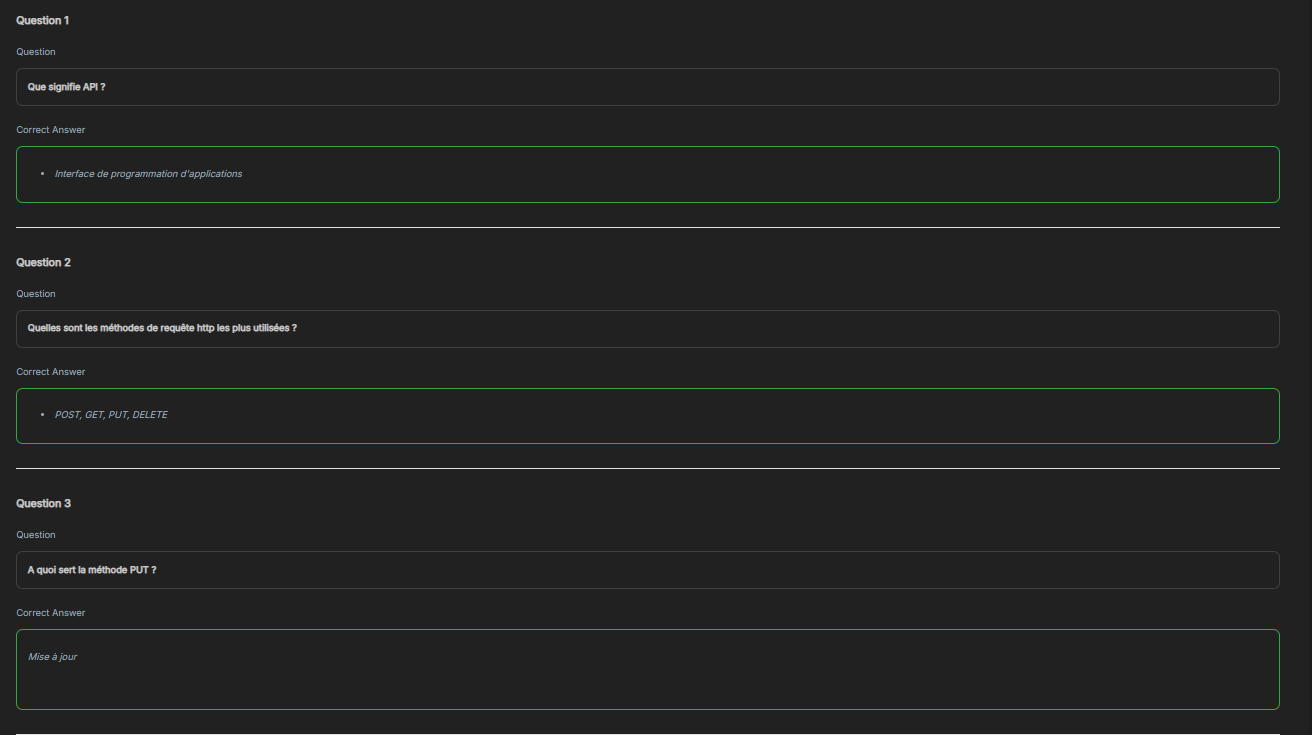 Question 1
Question
Que signifie API ?
Correct Answer
• Interface de programmation d'applications
Question 2
Question
Quelles sont les méthodes de requête http les plus utilisées ?
Correct Answer
• POST, GET, PUT, DELETE
Question 3
Question
A quoi sert la méthode PUT ?
Correct Answer
Mise à jour